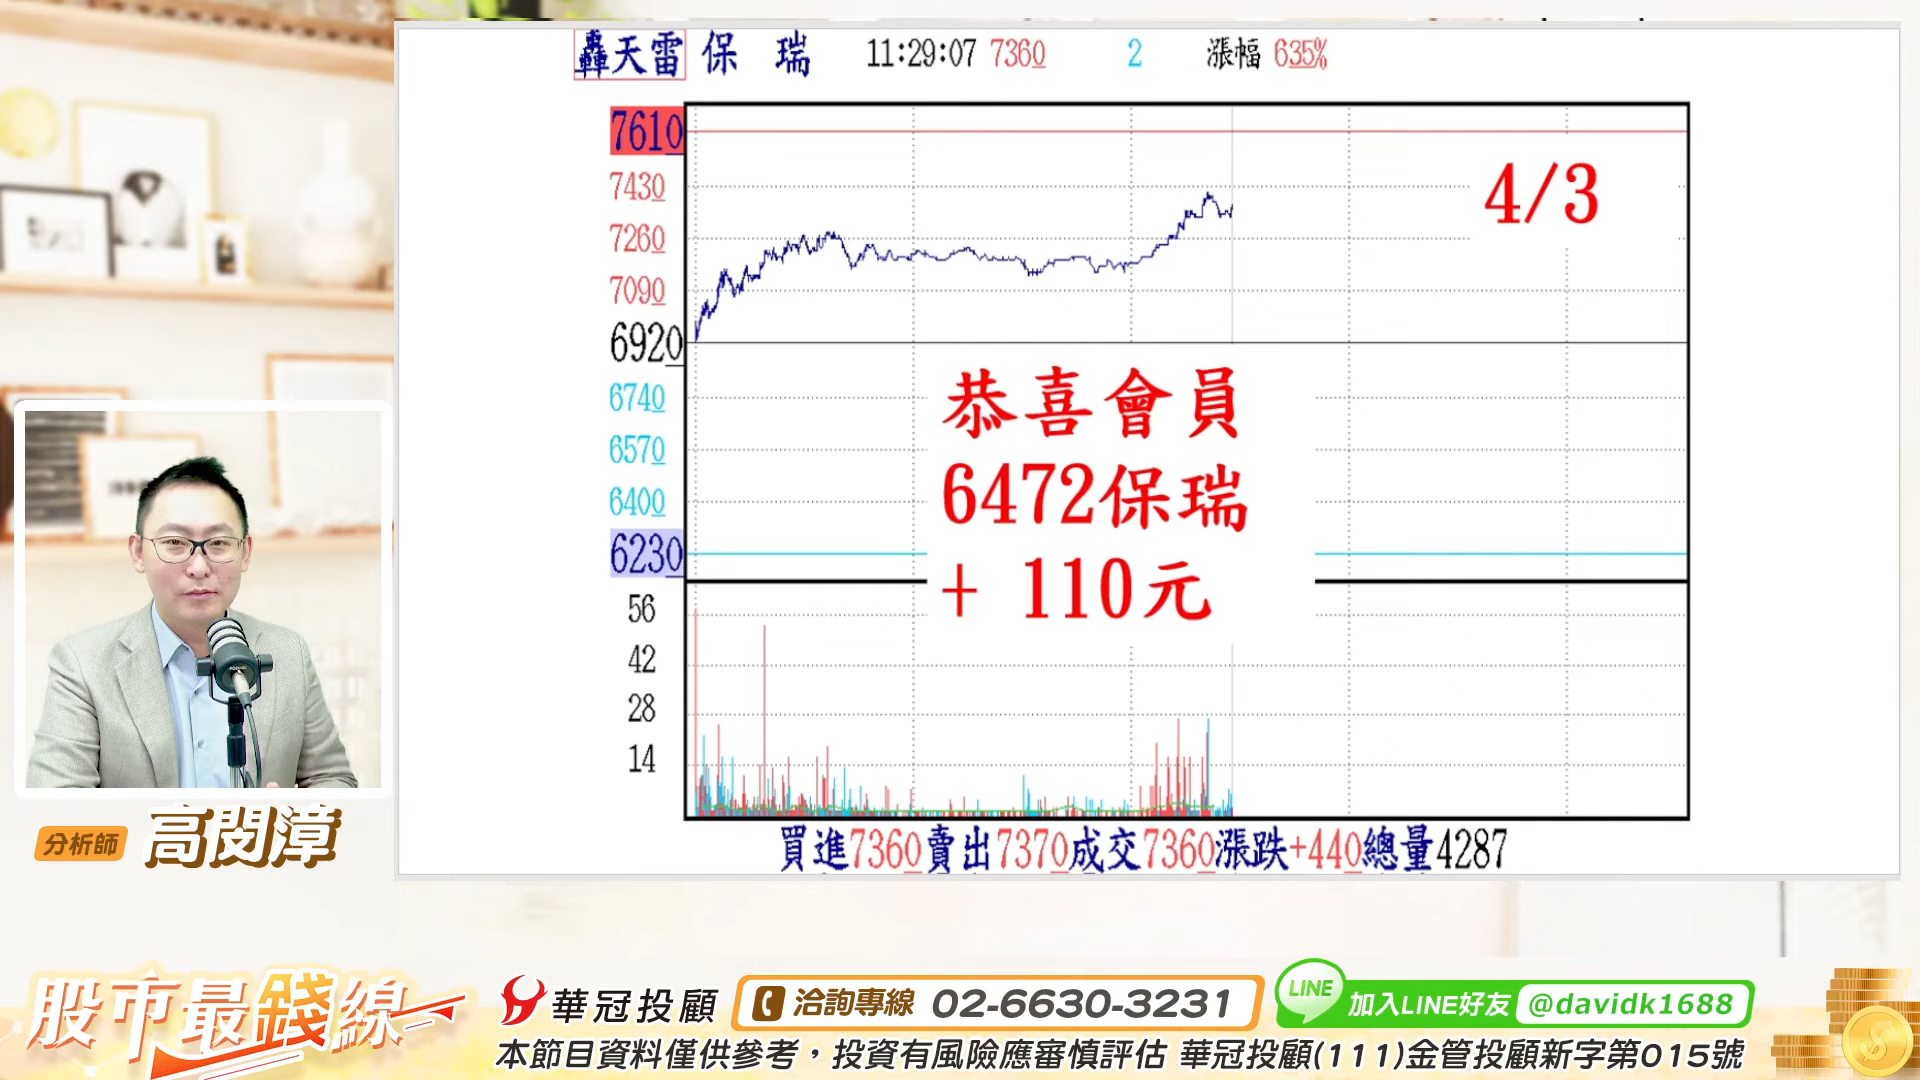 轟天雷 保 瑞 11:29:07 7360 2 漲幅 635%
7610
7430
7260
7090
6920
6740
6570
6400
6230
56
42
28
14
4/3
恭喜會員
6472保瑞
+ 110元
買進7360賣出7370成交7360漲跌+440總量4287
分析師 高閔漳
股市最錢線
華冠投顧 洽詢專線 02-6630-3231 LINE 加入LINE好友 @davidk1688
本節目資料僅供參考，投資有風險應審慎評估 華冠投顧(111)金管投顧新字第015號